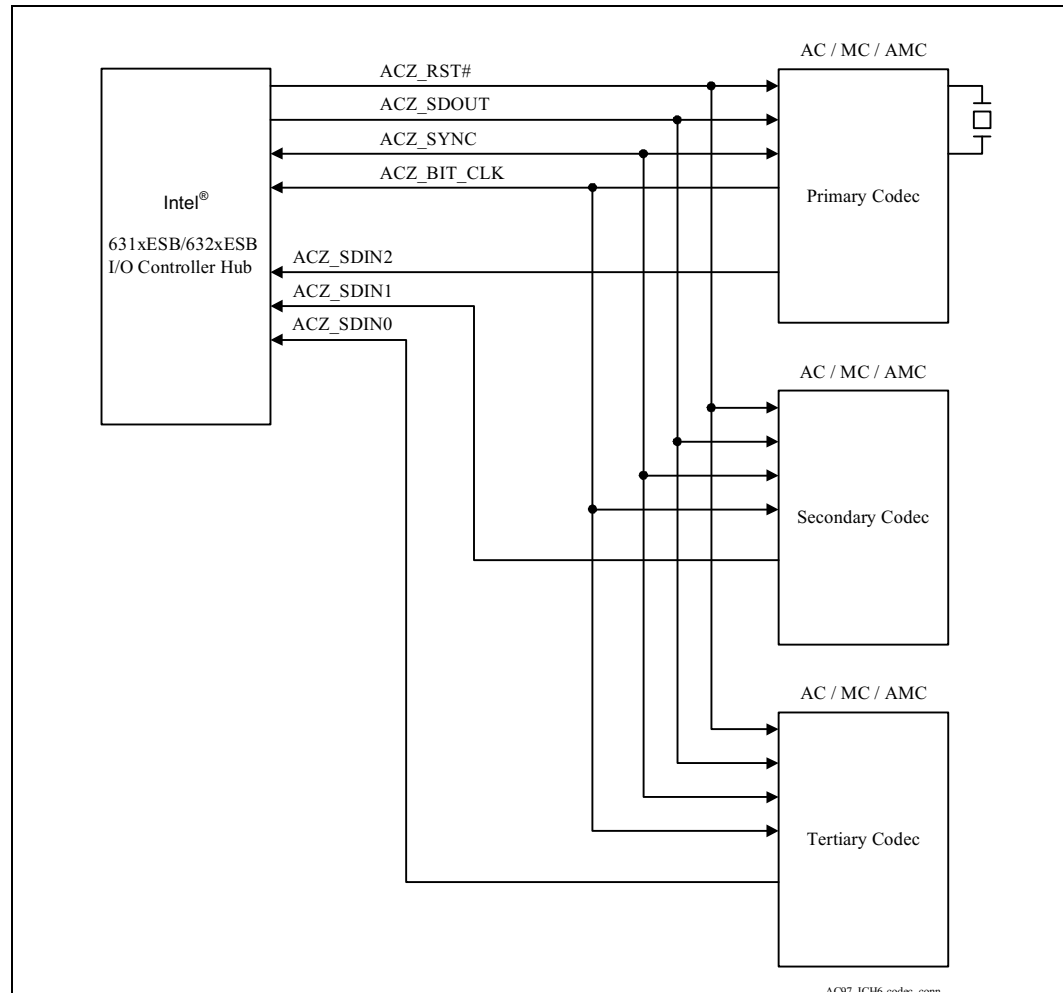 AC / MC / AMC
ACZ_RST#
ACZ_SDOUT
ACZ_SYNC
ACZ_BIT_CLK
Intel®
631xESB/632xESB
I/O Controller Hub
Primary Codec
ACZ_SDIN2
ACZ_SDIN1
ACZ_SDIN0
AC / MC / AMC
Secondary Codec
AC / MC / AMC
Tertiary Codec
AC97_ICH6_codec_conn